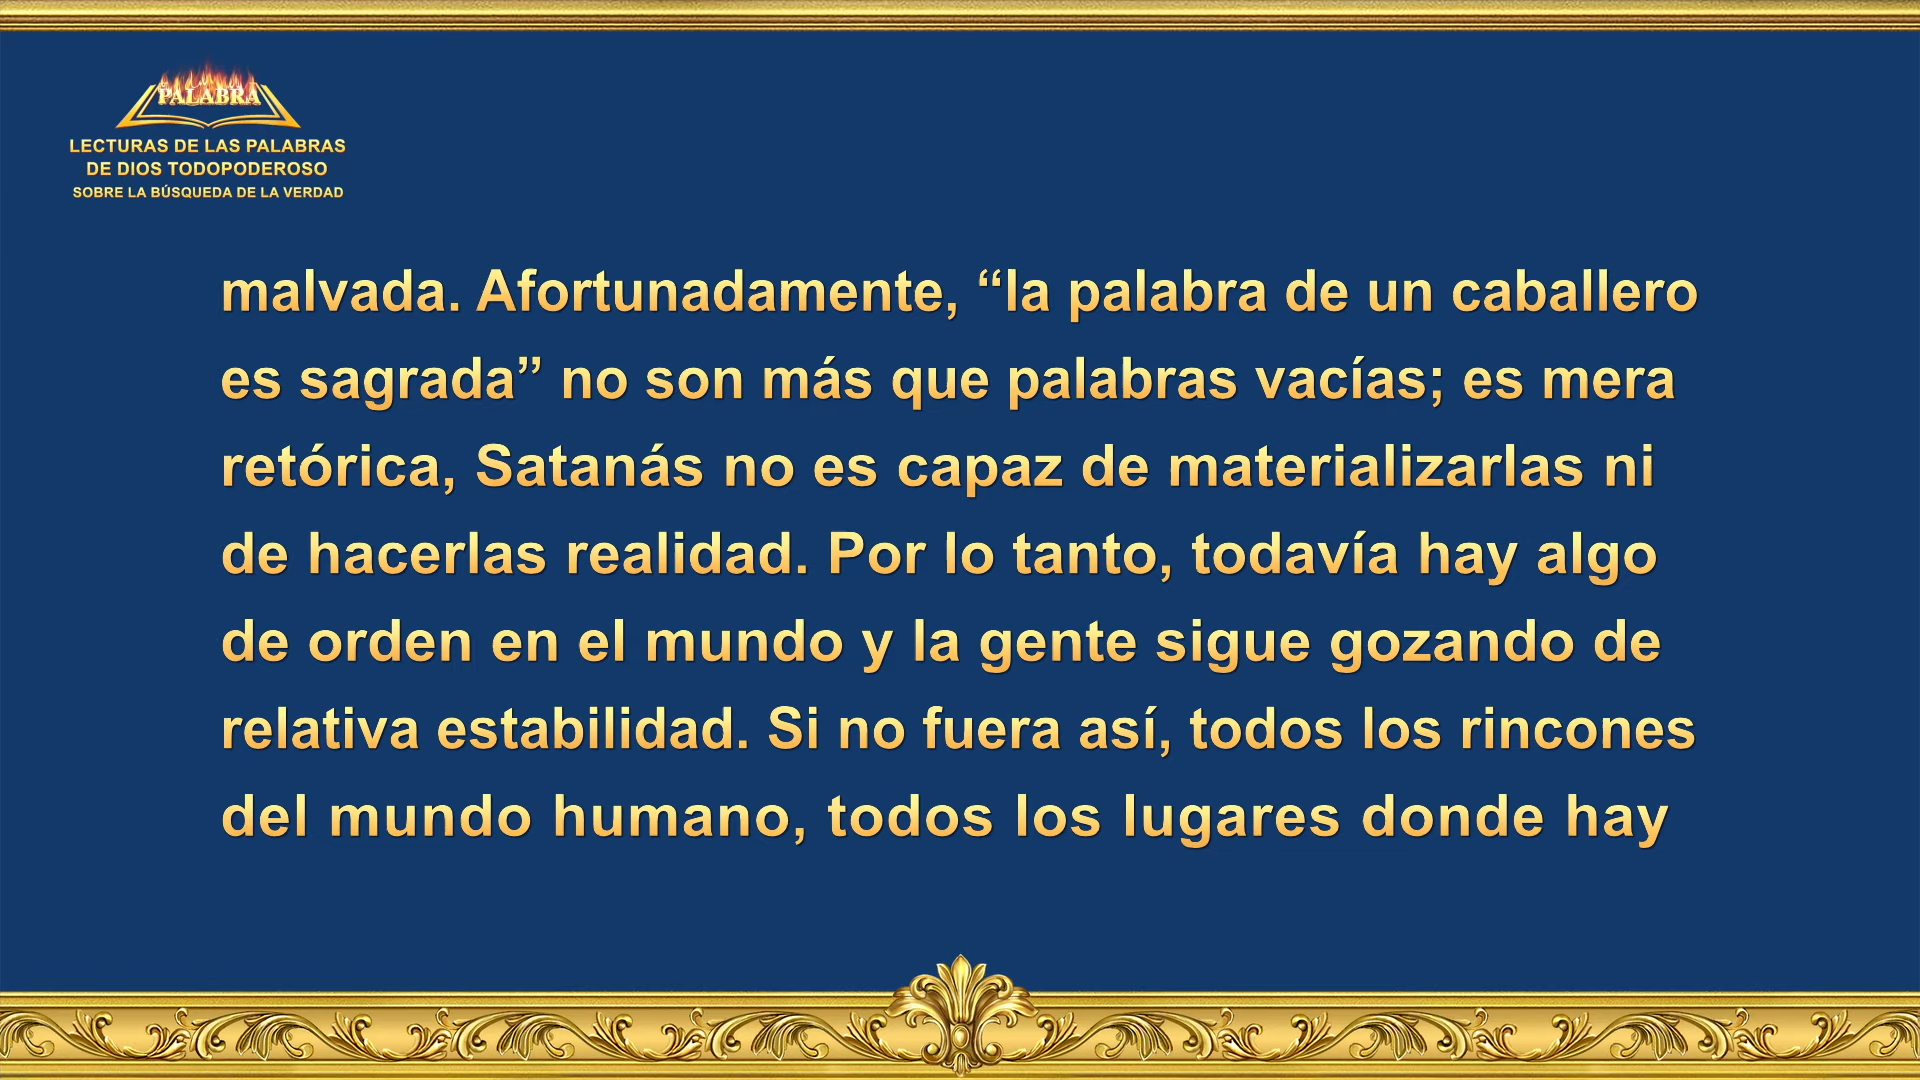 PALABRA
LECTURAS DE LAS PALABRAS
DE DIOS TODOPODEROSO
SOBRE LA BÚSQUEDA DE LA VERDAD
malvada. Afortunadamente, “la palabra de un caballero
es sagrada” no son más que palabras vacías; es mera
retórica, Satanás no es capaz de materializarlas ni
de hacerlas realidad. Por lo tanto, todavía hay algo
de orden en el mundo y la gente sigue gozando de
relativa estabilidad. Si no fuera así, todos los rincones
del mundo humano, todos los lugares donde hay